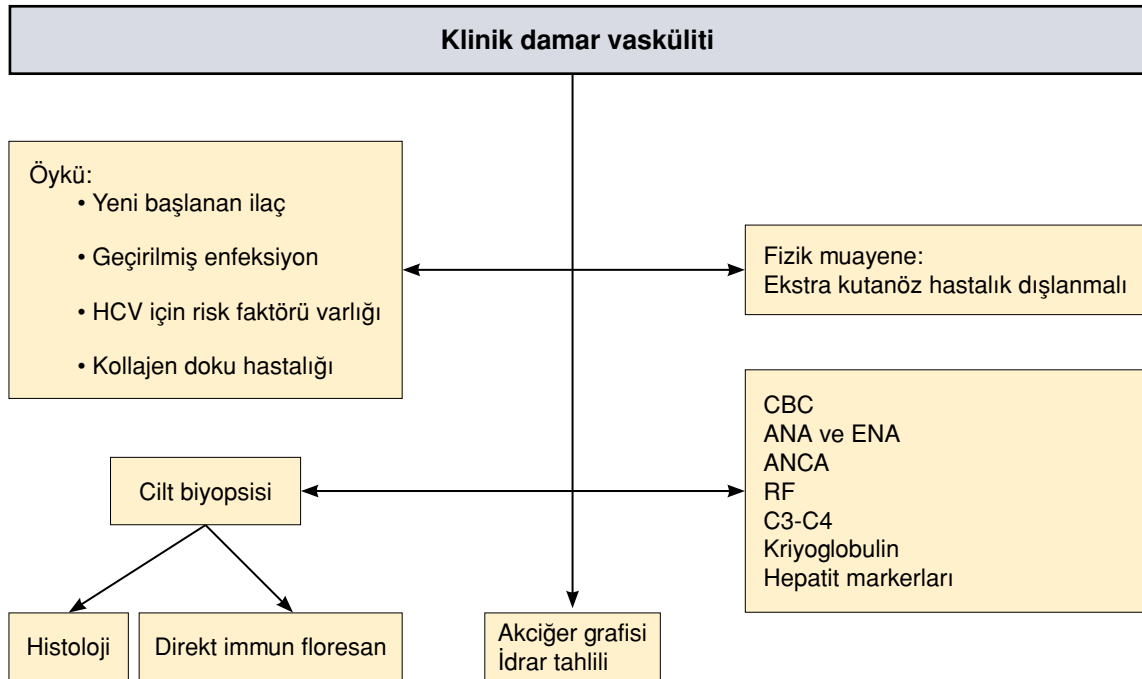 Klinik damar vasküliti
Öykü:
• Yeni başlanan ilaç
• Geçirilmiş enfeksiyon
• HCV için risk faktörü varlığı
• Kollajen doku hastalığı
Fizik muayene:
Ekstra kutanöz hastalık dışlanmalı
CBC
ANA ve ENA
ANCA
RF
C3-C4
Kriyoglobulin
Hepatit markerları
Cilt biyopsisi
Histoloji
Direkt immun floresan
Akciğer grafisi
İdrar tahlili